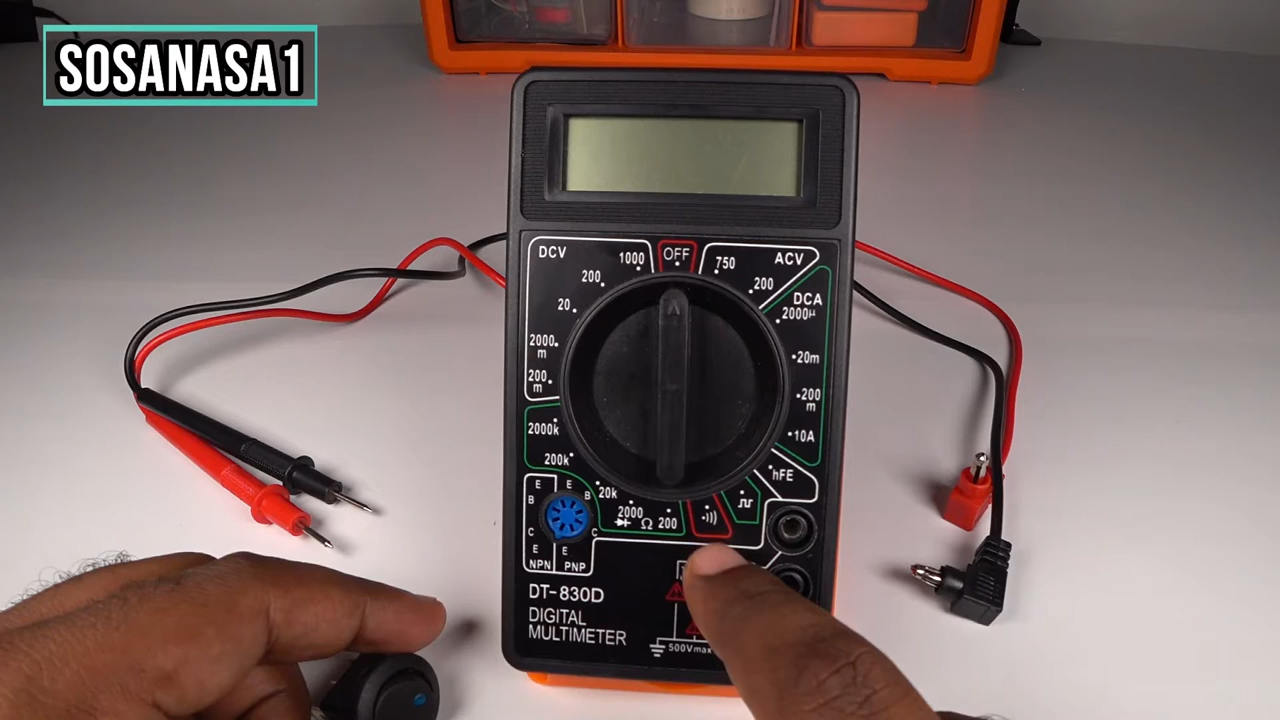 SOSANASA1
DCV
1000
OFF
750
ACV
200
200
DCA
2000µ
20
20m
2000
m
200
m
200
m
10A
2000k
200k
hFE
20k
2000
Ω
200
E
E
B
B
C
C
E
E
NPN
PNP
DT-830D
DIGITAL
MULTIMETER
500Vmax